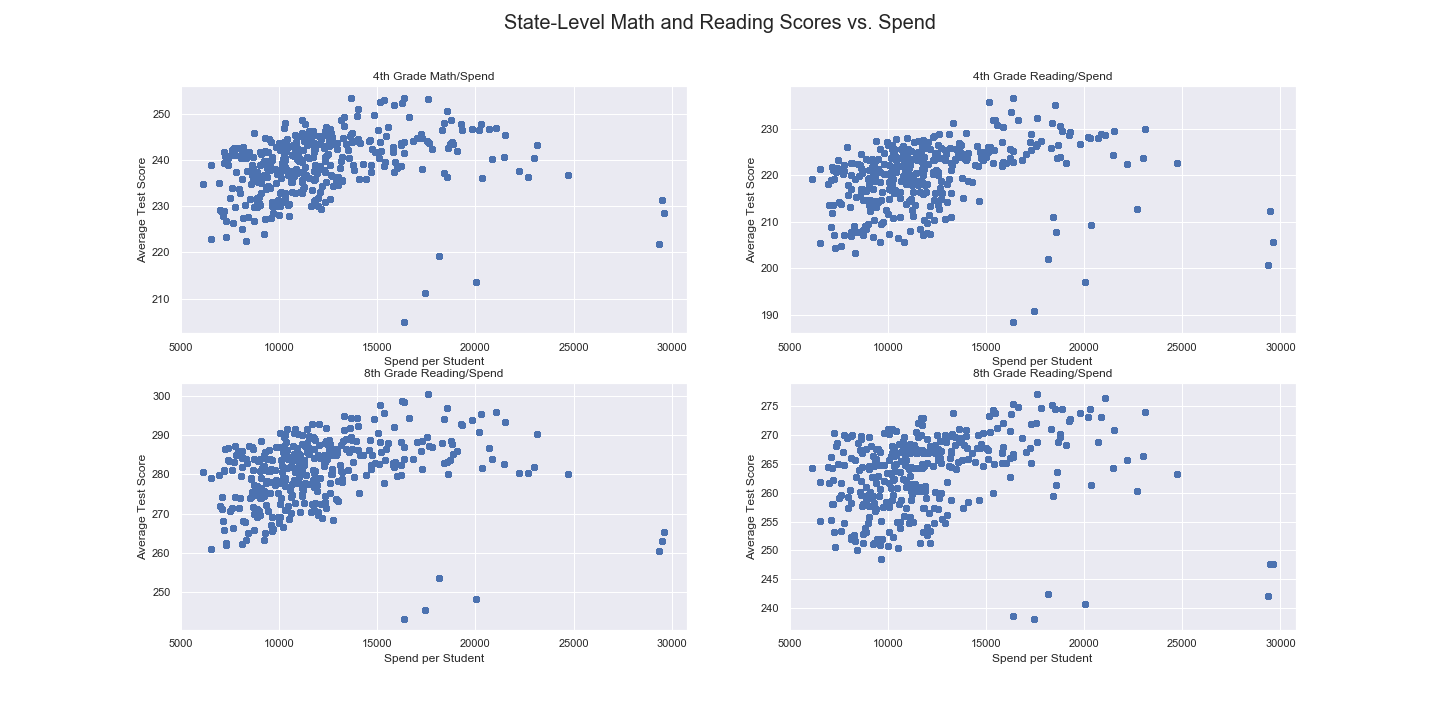 State-Level Math and Reading Scores vs. Spend
4th Grade Math/Spend
250
240
230
220
210
Average Test Score
5000 10000 15000 20000 25000 30000
Spend per Student
4th Grade Reading/Spend
230
220
210
200
190
Average Test Score
5000 10000 15000 20000 25000 30000
Spend per Student
8th Grade Reading/Spend
300
290
280
270
260
250
Average Test Score
5000 10000 15000 20000 25000 30000
Spend per Student
8th Grade Reading/Spend
275
270
265
260
255
250
245
240
Average Test Score
5000 10000 15000 20000 25000 30000
Spend per Student